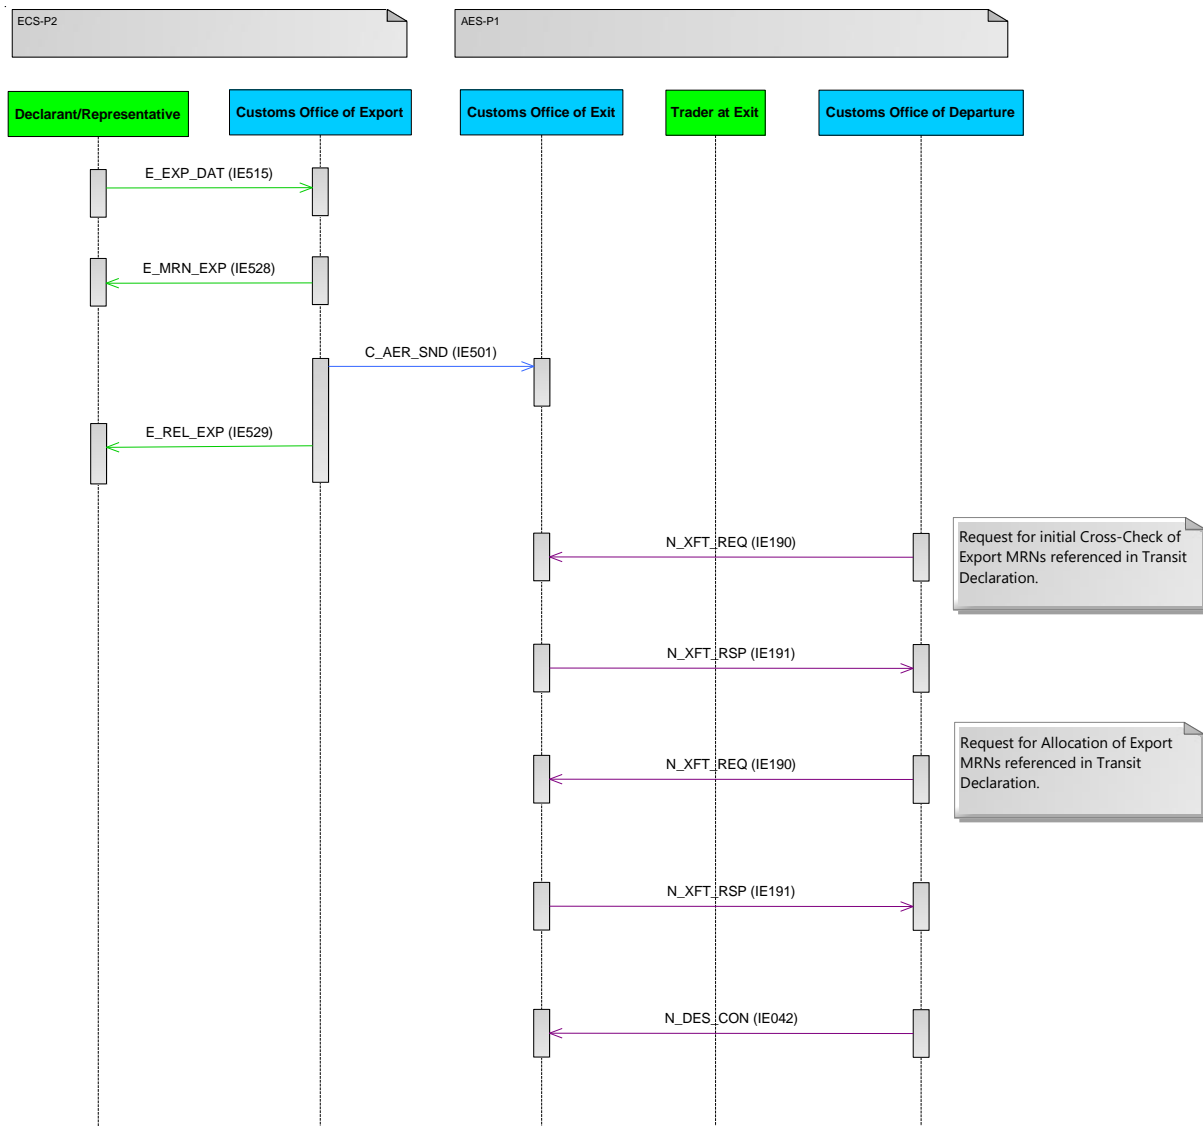 ECS-P2
AES-P1
Declarant/Representative
Customs Office of Export
Customs Office of Exit
Trader at Exit
Customs Office of Departure
E_EXP_DAT (IE515)
E_MRN_EXP (IE528)
C_AER_SND (IE501)
E_REL_EXP (IE529)
N_XFT_REQ (IE190)
Request for initial Cross-Check of
Export MRNs referenced in Transit
Declaration.
N_XFT_RSP (IE191)
Request for Allocation of Export
MRNs referenced in Transit
Declaration.
N_XFT_REQ (IE190)
N_XFT_RSP (IE191)
N_DES_CON (IE042)